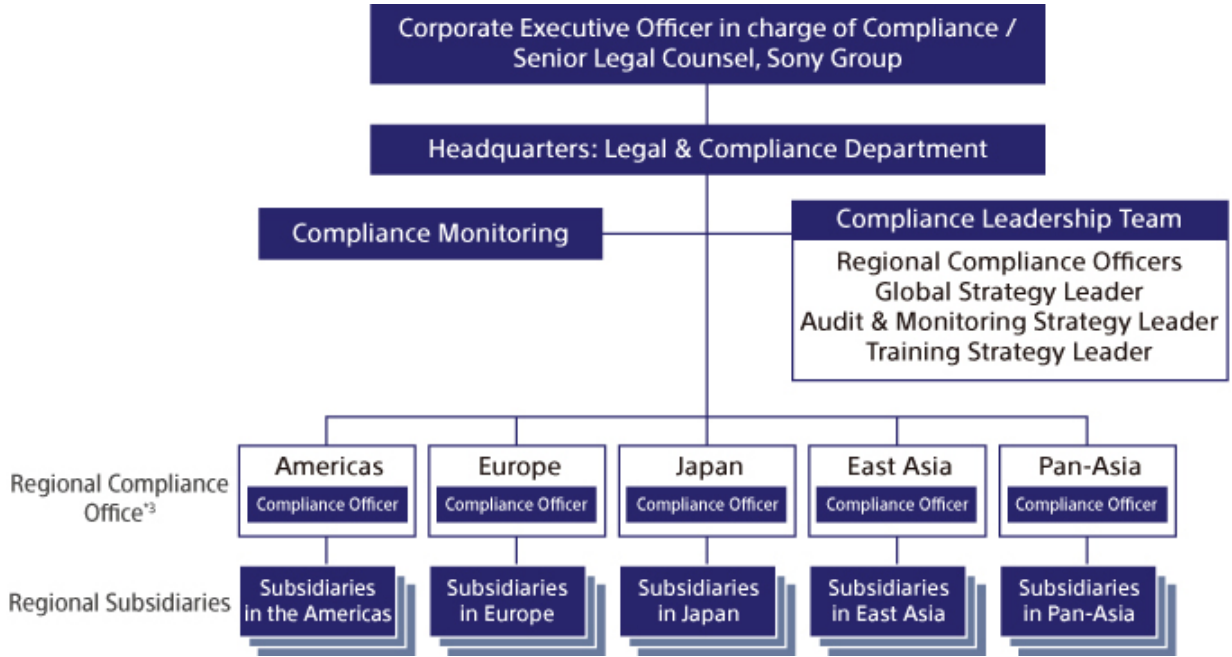 Corporate Executive Officer in charge of Compliance /
Senior Legal Counsel, Sony Group
Headquarters: Legal & Compliance Department
Compliance Monitoring
Compliance Leadership Team
Regional Compliance Officers
Global Strategy Leader
Audit & Monitoring Strategy Leader
Training Strategy Leader
Regional Compliance
Office*3
Americas
Compliance Officer
Europe
Compliance Officer
Japan
Compliance Officer
East Asia
Compliance Officer
Pan-Asia
Compliance Officer
Regional Subsidiaries
Subsidiaries
in the Americas
Subsidiaries
in Europe
Subsidiaries
in Japan
Subsidiaries
in East Asia
Subsidiaries
in Pan-Asia